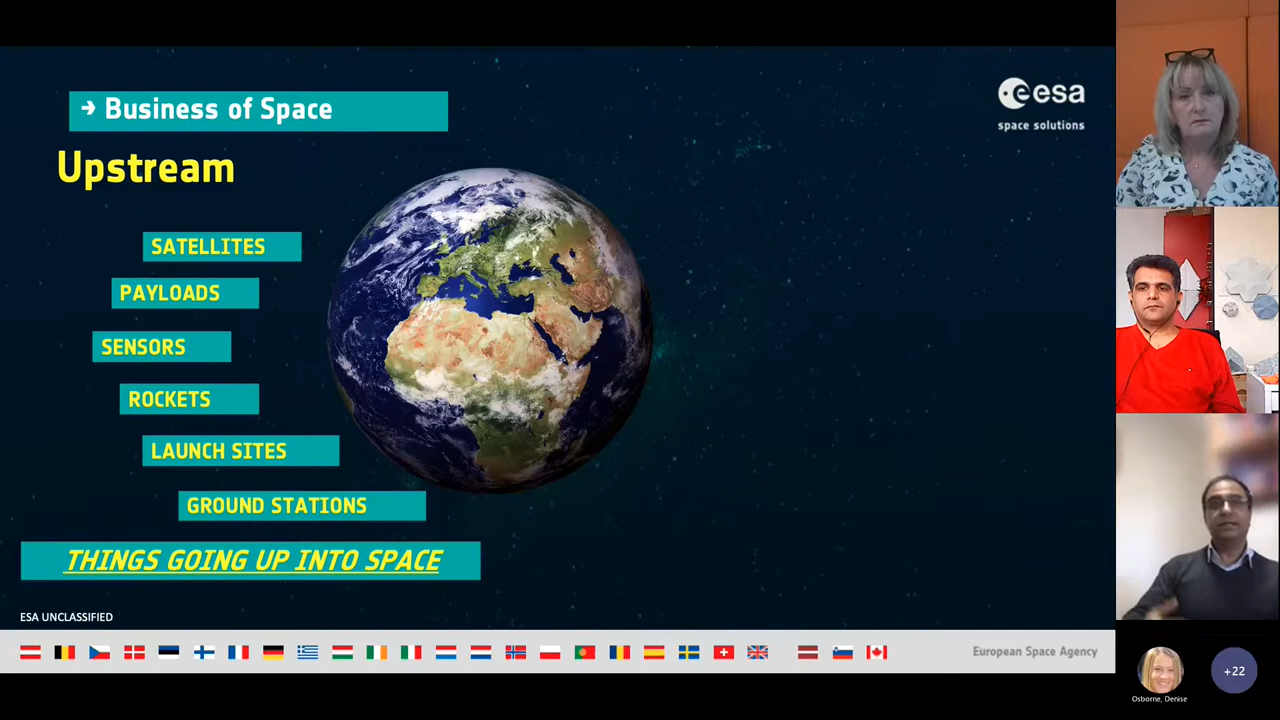 → Business of Space
Upstream
SATELLITES
PAYLOADS
SENSORS
ROCKETS
LAUNCH SITES
GROUND STATIONS
THINGS GOING UP INTO SPACE
ESA UNCLASSIFIED
esa
space solutions
European Space Agency
Osborne, Denise
+22